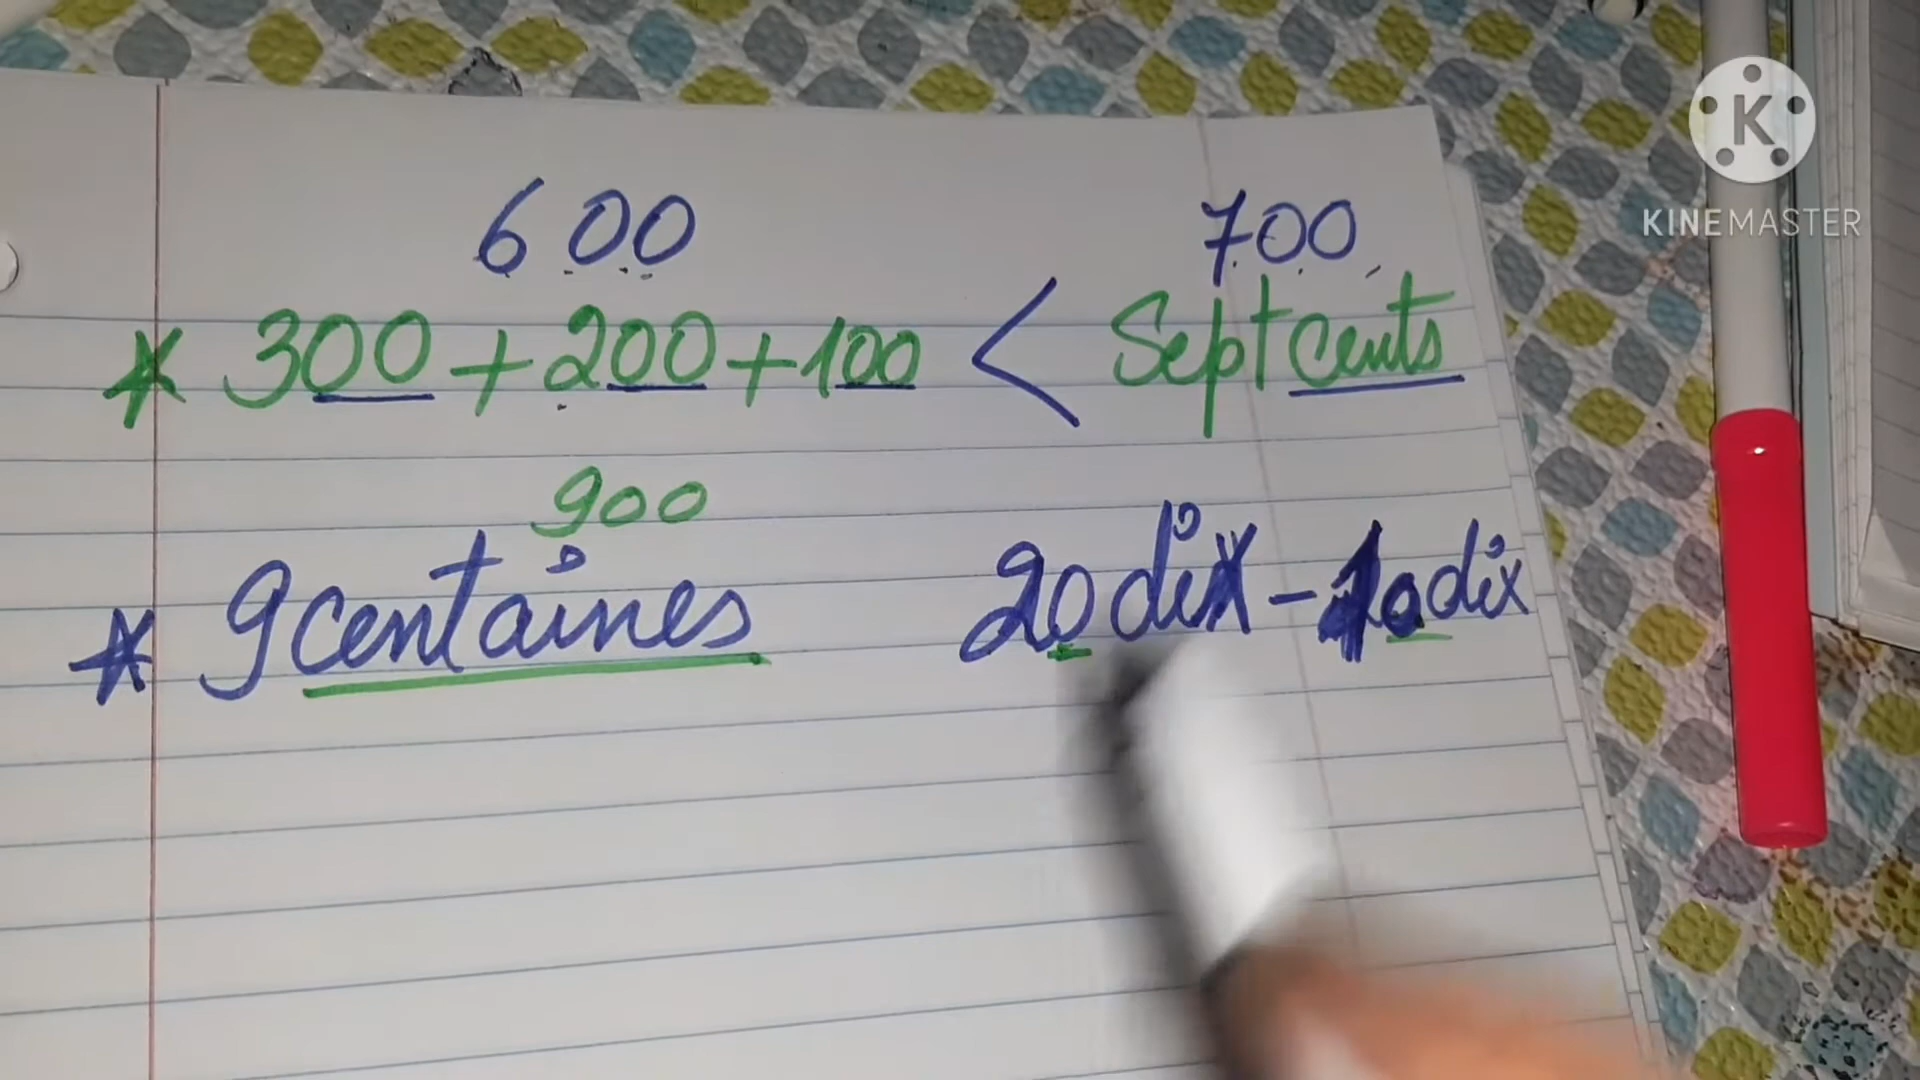 600 700
* 300 + 200 + 100 < Sept cents
900
* 9 centaines 20 dix - 10 dix
K
KINEMASTER